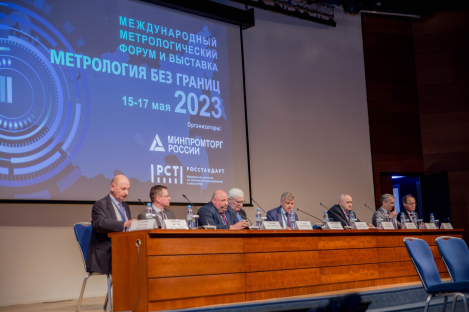 МЕЖДУНАРОДНЫЙ
МЕТРОЛОГИЧЕСКИЙ
ФОРУМ И ВЫСТАВКА
МЕТРОЛОГИЯ БЕЗ ГРАНИЦ
15-17 мая 2023
Организаторы:
МИНПРОМТОРГ
РОССИИ
РСТ
РОССТАНДАРТ